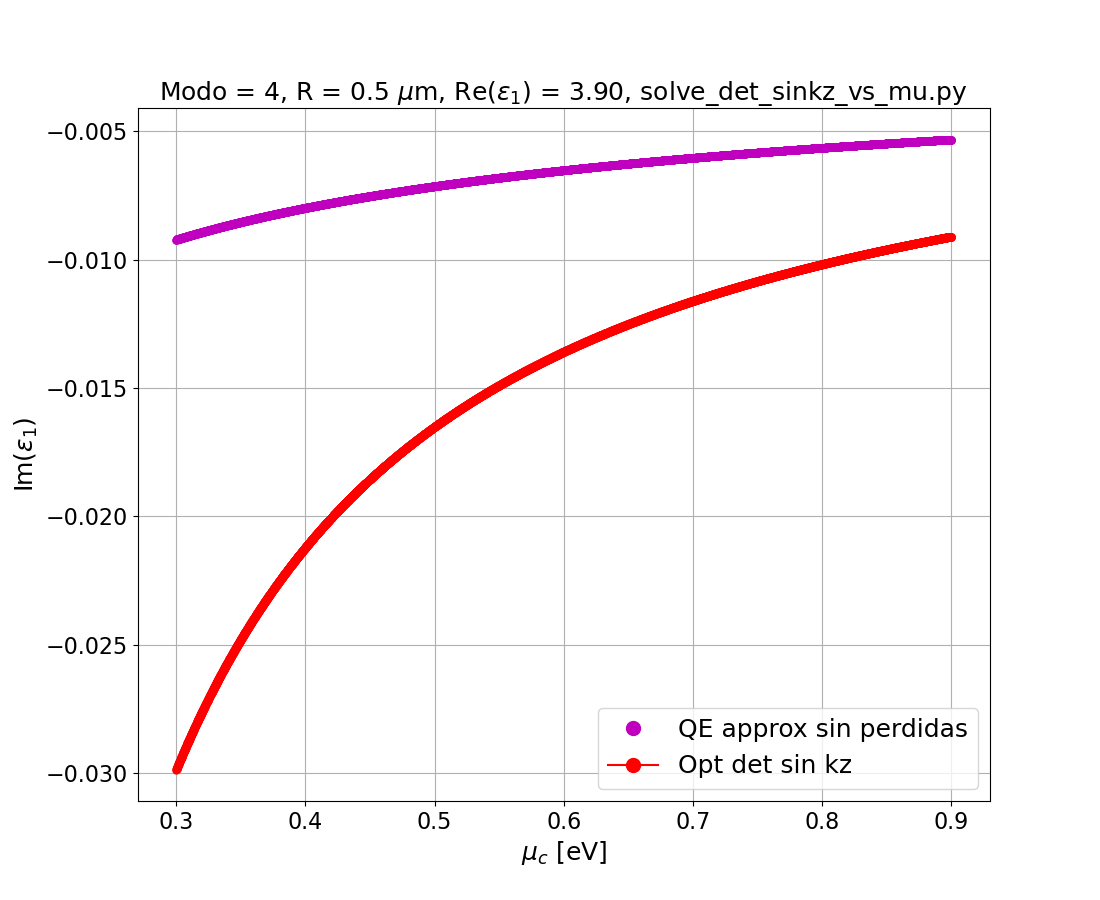 Modo = 4, R = 0.5 μm, Re(ε₁) = 3.90, solve_det_sinkz_vs_mu.py
−0.005
−0.010
−0.015
−0.020
−0.025
−0.030
Im(ε₁)
QE approx sin perdidas
Opt det sin kz
0.3 0.4 0.5 0.6 0.7 0.8 0.9
μ_c [eV]